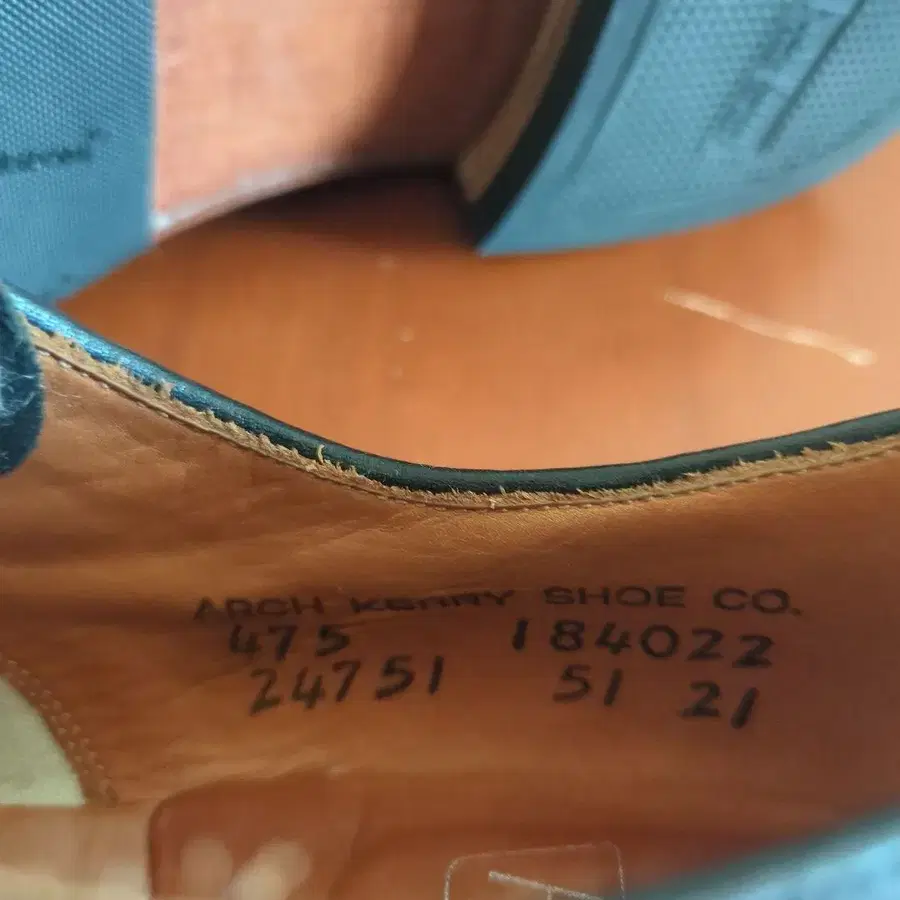 ARCH KERRY SHOE CO.
475 184022
24751 51 21